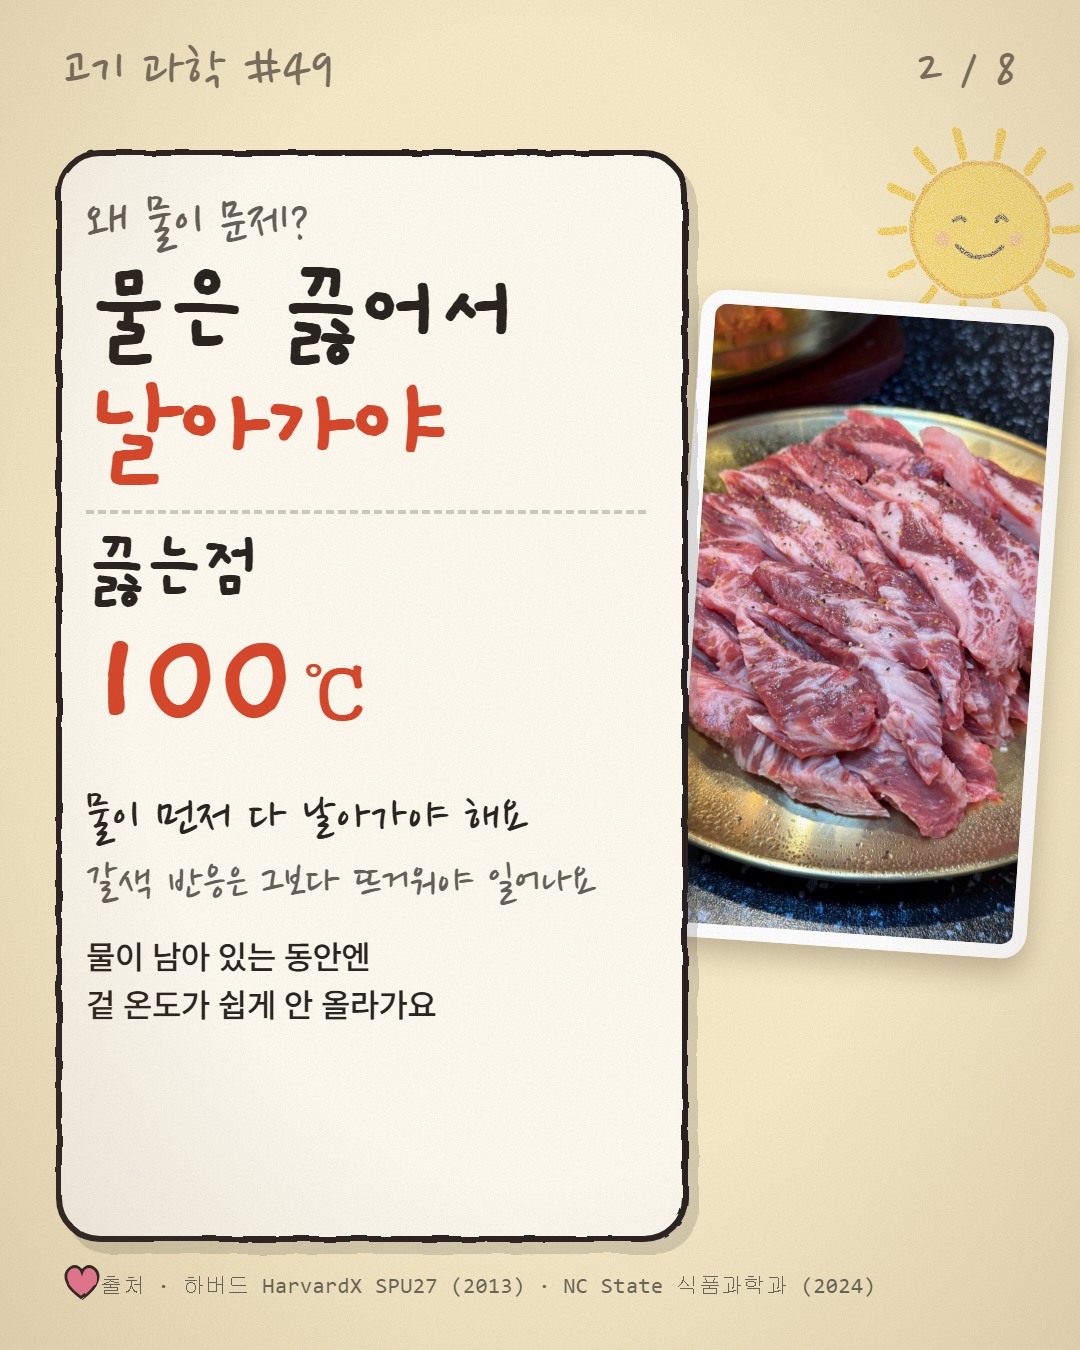 고기 과학 #49
2 / 8
왜 물이 문제?
물은 끓어서
날아가야
끓는점
100℃
물이 먼저 다 날아가야 해요
갈색 반응은 그보다 뜨거워야 일어나요
물이 남아 있는 동안엔
겉 온도가 쉽게 안 올라가요
출처 · 하버드 HarvardX SPU27 (2013) · NC State 식품과학과 (2024)